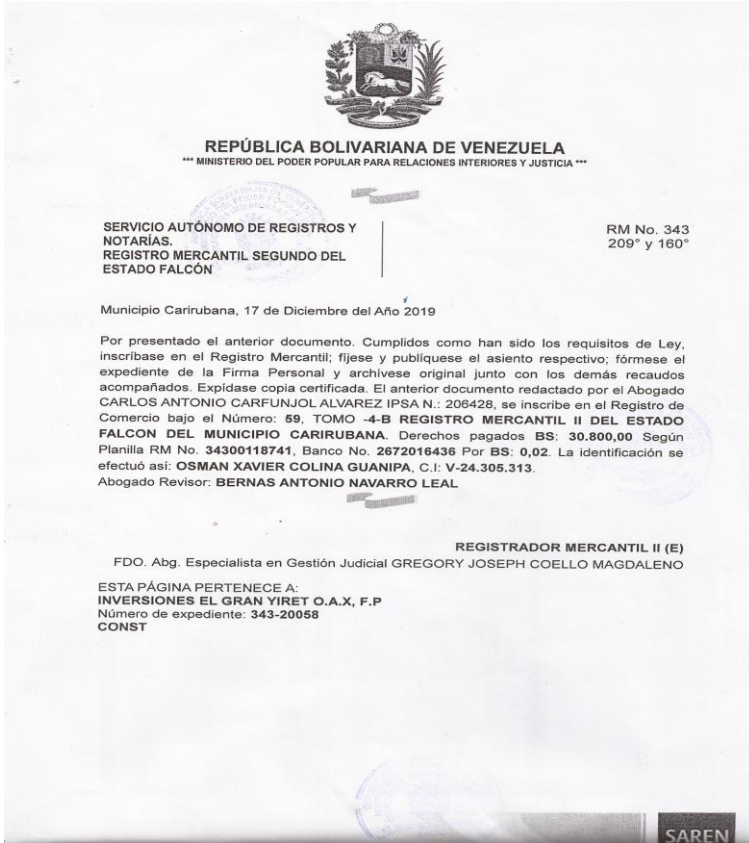 REPÚBLICA BOLIVARIANA DE VENEZUELA
*** MINISTERIO DEL PODER POPULAR PARA RELACIONES INTERIORES Y JUSTICIA ***
SERVICIO AUTÓNOMO DE REGISTROS Y
NOTARÍAS.
REGISTRO MERCANTIL SEGUNDO DEL
ESTADO FALCÓN
RM No. 343
209° y 160°
Municipio Carirubana, 17 de Diciembre del Año 2019
Por presentado el anterior documento. Cumplidos como han sido los requisitos de Ley,
inscríbase en el Registro Mercantil; fíjese y publíquese el asiento respectivo; fórmese el
expediente de la Firma Personal y archívese original junto con los demás recaudos
acompañados. Expídase copia certificada. El anterior documento redactado por el Abogado
CARLOS ANTONIO CARFUNJOL ALVAREZ IPSA N.: 206428, se inscribe en el Registro de
Comercio bajo el Número: 59, TOMO -4-B REGISTRO MERCANTIL II DEL ESTADO
FALCON DEL MUNICIPIO CARIRUBANA. Derechos pagados BS: 30.800,00 Según
Planilla RM No. 34300118741, Banco No. 2672016436 Por BS: 0,02. La identificación se
efectuó así: OSMAN XAVIER COLINA GUANIPA, C.I: V-24.305.313.
Abogado Revisor: BERNAS ANTONIO NAVARRO LEAL
REGISTRADOR MERCANTIL II (E)
FDO. Abg. Especialista en Gestión Judicial GREGORY JOSEPH COELLO MAGDALENO
ESTA PÁGINA PERTENECE A:
INVERSIONES EL GRAN YIRET O.A.X, F.P
Número de expediente: 343-20058
CONST
SAREN